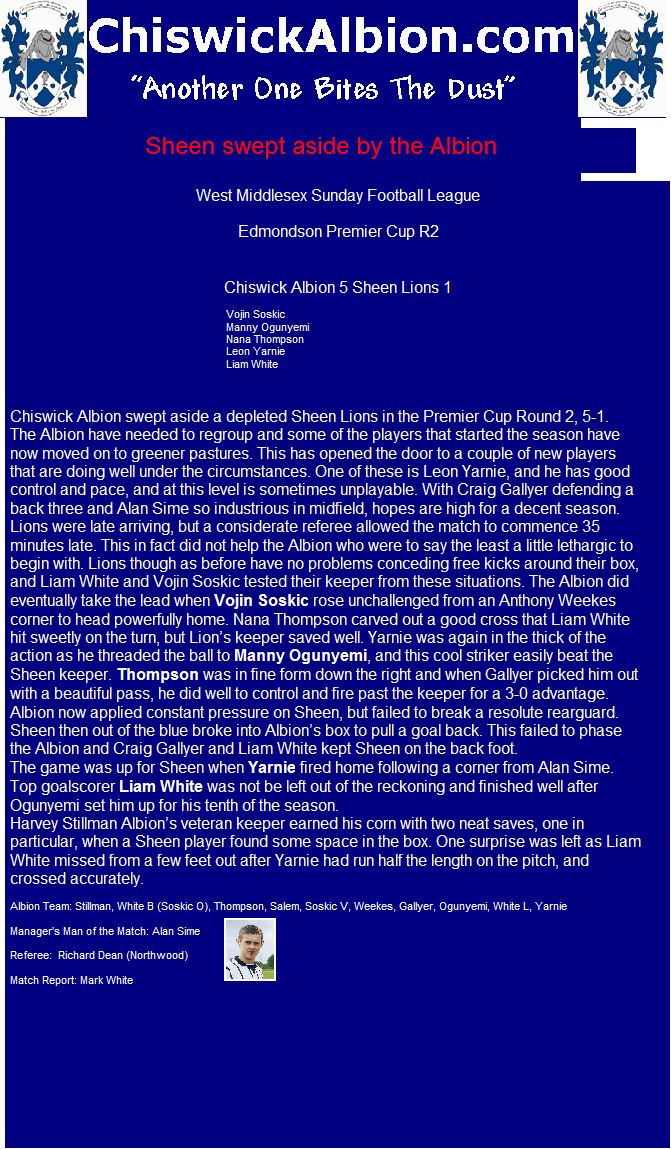 ChiswickAlbion.com
“Another One Bites The Dust”
Sheen swept aside by the Albion
West Middlesex Sunday Football League
Edmondson Premier Cup R2
Chiswick Albion 5 Sheen Lions 1
Vojin Soskic
Manny Ogunyemi
Nana Thompson
Leon Yarnie
Liam White
Chiswick Albion swept aside a depleted Sheen Lions in the Premier Cup Round 2, 5-1.
The Albion have needed to regroup and some of the players that started the season have
now moved on to greener pastures. This has opened the door to a couple of new players
that are doing well under the circumstances. One of these is Leon Yarnie, and he has good
control and pace, and at this level is sometimes unplayable. With Craig Gallyer defending a
back three and Alan Sime so industrious in midfield, hopes are high for a decent season.
Lions were late arriving, but a considerate referee allowed the match to commence 35
minutes late. This in fact did not help the Albion who were to say the least a little lethargic to
begin with. Lions though as before have no problems conceding free kicks around their box,
and Liam White and Vojin Soskic tested their keeper from these situations. The Albion did
eventually take the lead when Vojin Soskic rose unchallenged from an Anthony Weekes
corner to head powerfully home. Nana Thompson carved out a good cross that Liam White
hit sweetly on the turn, but Lion’s keeper saved well. Yarnie was again in the thick of the
action as he threaded the ball to Manny Ogunyemi, and this cool striker easily beat the
Sheen keeper. Thompson was in fine form down the right and when Gallyer picked him out
with a beautiful pass, he did well to control and fire past the keeper for a 3-0 advantage.
Albion now applied constant pressure on Sheen, but failed to break a resolute rearguard.
Sheen then out of the blue broke into Albion’s box to pull a goal back. This failed to phase
the Albion and Craig Gallyer and Liam White kept Sheen on the back foot.
The game was up for Sheen when Yarnie fired home following a corner from Alan Sime.
Top goalscorer Liam White was not be left out of the reckoning and finished well after
Ogunyemi set him up for his tenth of the season.
Harvey Stillman Albion’s veteran keeper earned his corn with two neat saves, one in
particular, when a Sheen player found some space in the box. One surprise was left as Liam
White missed from a few feet out after Yarnie had run half the length on the pitch, and
crossed accurately.
Albion Team: Stillman, White B (Soskic O), Thompson, Salem, Soskic V, Weekes, Gallyer, Ogunyemi, White L, Yarnie
Manager’s Man of the Match: Alan Sime
Referee: Richard Dean (Northwood)
Match Report: Mark White